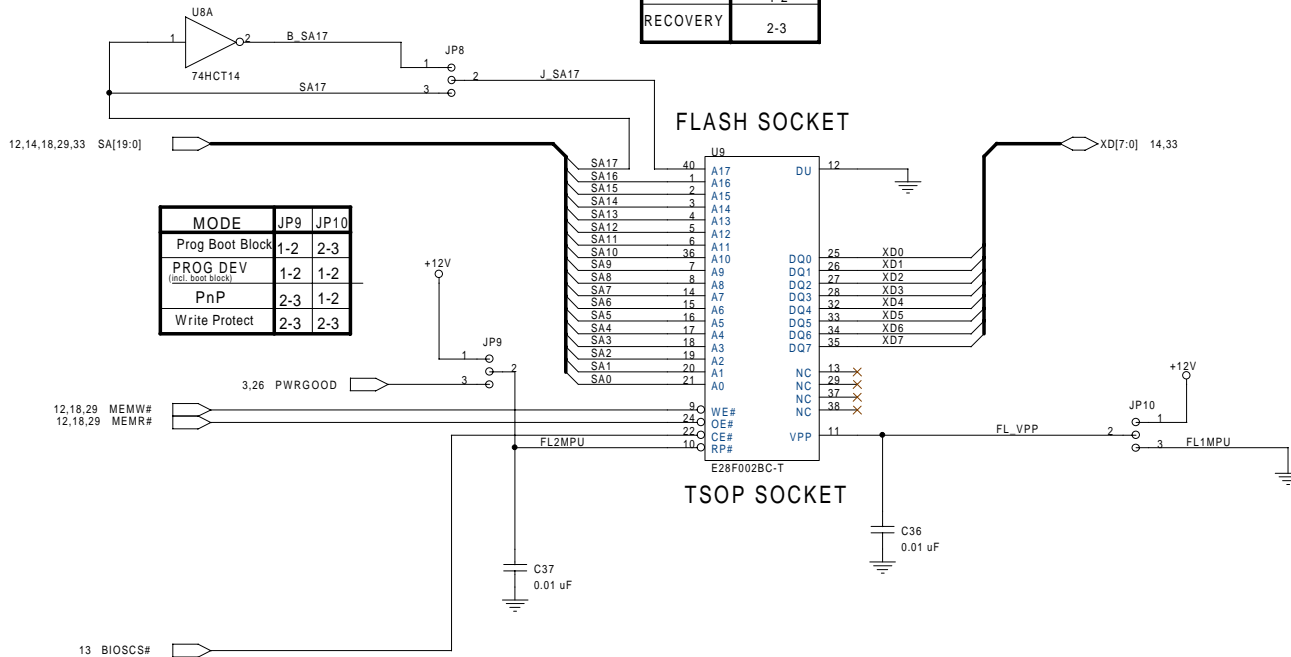 RECOVERY 2-3
U8A
1 2 B_SA17
74HCT14
JP8
1
2 J_SA17
SA17 3
FLASH SOCKET
12,14,18,29,33 SA[19:0]
XD[7:0] 14,33
U9
SA17 40 A17
SA16 1 A16
SA15 2 A15
SA14 3 A14
SA13 4 A13
SA12 5 A12
SA11 6 A11
SA10 36 A10
SA9 7 A9
SA8 8 A8
SA7 14 A7
SA6 15 A6
SA5 16 A5
SA4 17 A4
SA3 18 A3
SA2 19 A2
SA1 20 A1
SA0 21 A0
9 WE#
24 OE#
22 CE#
10 RP#
DU 12
DQ0 25 XD0
DQ1 26 XD1
DQ2 27 XD2
DQ3 28 XD3
DQ4 32 XD4
DQ5 33 XD5
DQ6 34 XD6
DQ7 35 XD7
NC 13
NC 29
NC 37
NC 38
VPP 11
E28F002BC-T
TSOP SOCKET
MODE JP9 JP10
Prog Boot Block 1-2 2-3
PROG DEV 1-2 1-2
(incl. boot block)
PnP 2-3 1-2
Write Protect 2-3 2-3
+12V
JP9
1
2
3
3,26 PWRGOOD
12,18,29 MEMW#
12,18,29 MEMR#
FL2MPU
FL_VPP
+12V
JP10
1
2
3 FL1MPU
C36
0.01 uF
C37
0.01 uF
13 BIOSCS#